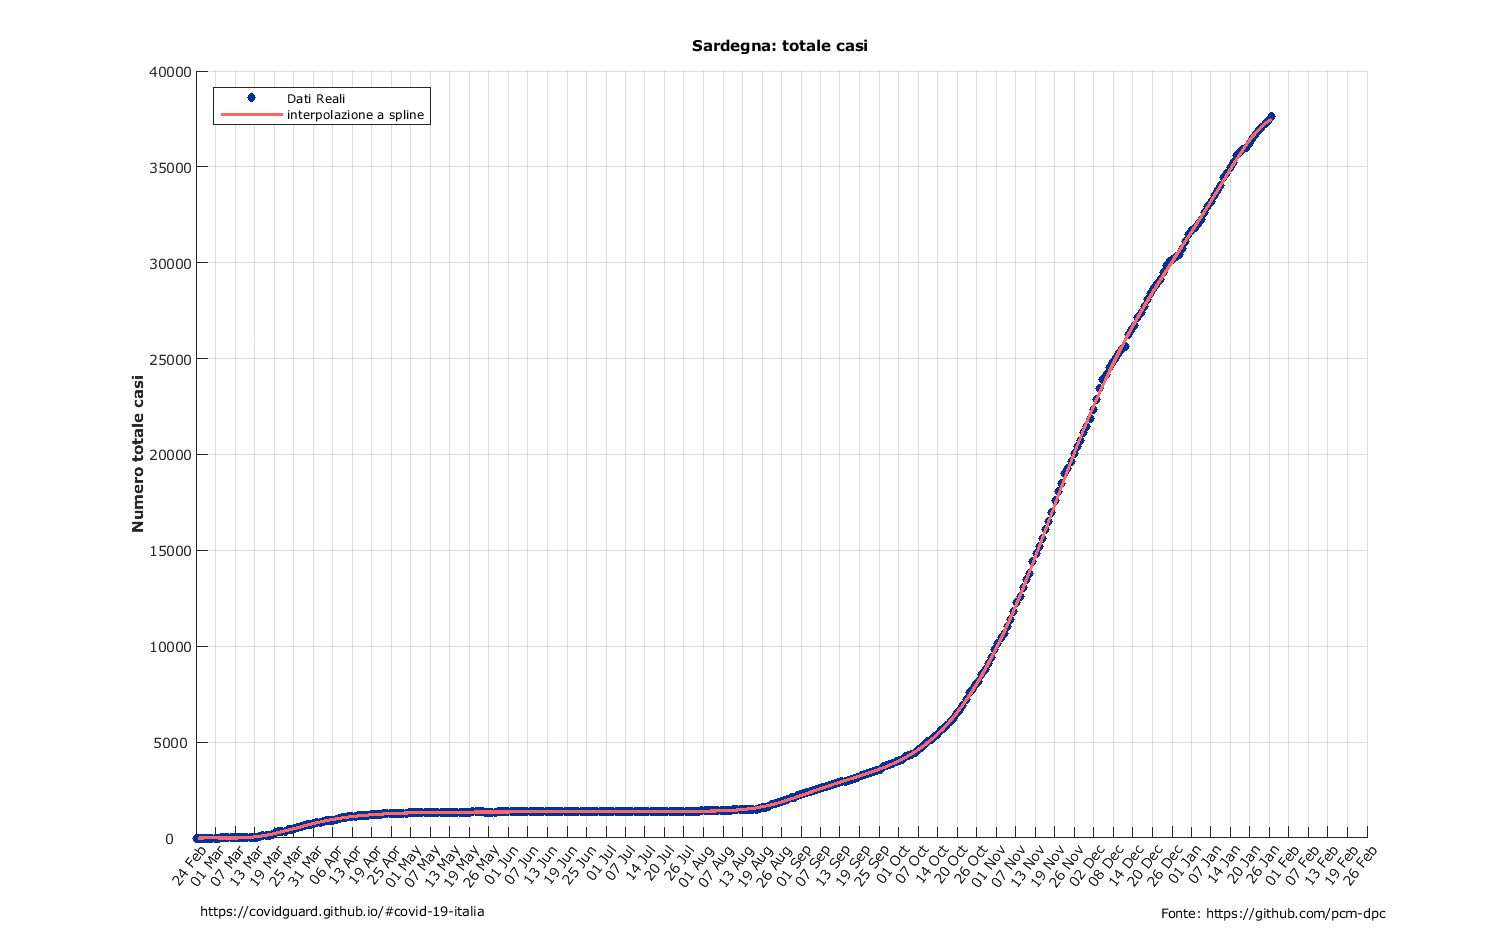 Sardegna: totale casi
40000
Dati Reali
interpolazione a spline
35000
30000
25000
Numero totale casi
20000
15000
10000
5000
0
24 Feb
01 Mar
07 Mar
13 Mar
19 Mar
25 Mar
31 Mar
06 Apr
13 Apr
19 Apr
25 Apr
01 May
07 May
13 May
19 May
26 May
01 Jun
07 Jun
13 Jun
19 Jun
25 Jun
01 Jul
07 Jul
14 Jul
20 Jul
26 Jul
01 Aug
07 Aug
13 Aug
19 Aug
26 Aug
01 Sep
07 Sep
13 Sep
19 Sep
25 Sep
01 Oct
07 Oct
14 Oct
20 Oct
26 Oct
01 Nov
07 Nov
13 Nov
19 Nov
26 Nov
02 Dec
08 Dec
14 Dec
20 Dec
26 Dec
01 Jan
07 Jan
14 Jan
20 Jan
26 Jan
01 Feb
07 Feb
13 Feb
19 Feb
26 Feb
https://covidguard.github.io/#covid-19-italia
Fonte: https://github.com/pcm-dpc